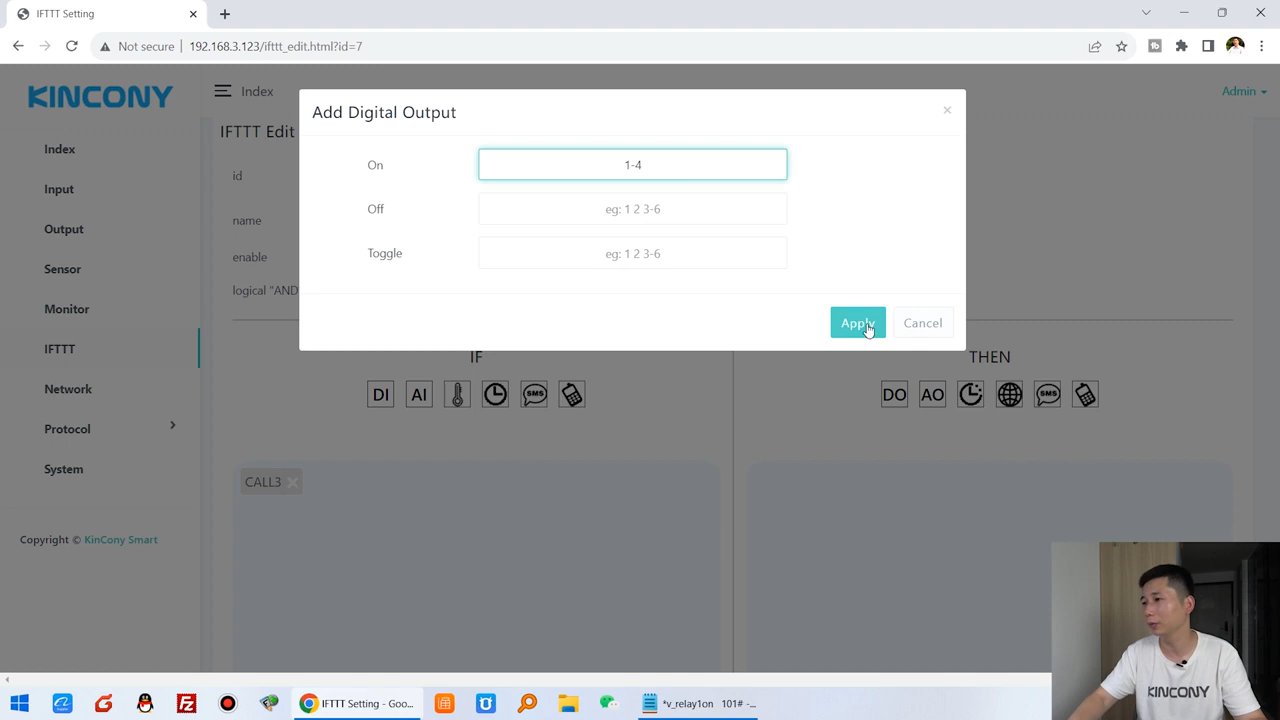 IFTTT Setting
Not secure
192.168.3.123/ifttt_edit.html?id=7
KINCONY
Index
Admin
Index
Input
Output
Sensor
Monitor
IFTTT
Network
Protocol
System
Copyright © KinCony Smart
IFTTT Edit
id
name
enable
logical "AND
Add Digital Output
×
On
1-4
Off
eg: 1 2 3-6
Toggle
eg: 1 2 3-6
Apply
Cancel
IF
THEN
DI
AI
SMS
DO
AO
SMS
CALL3
KINCONY
IFTTT Setting - Goo...
*v_relay1on 101# -...